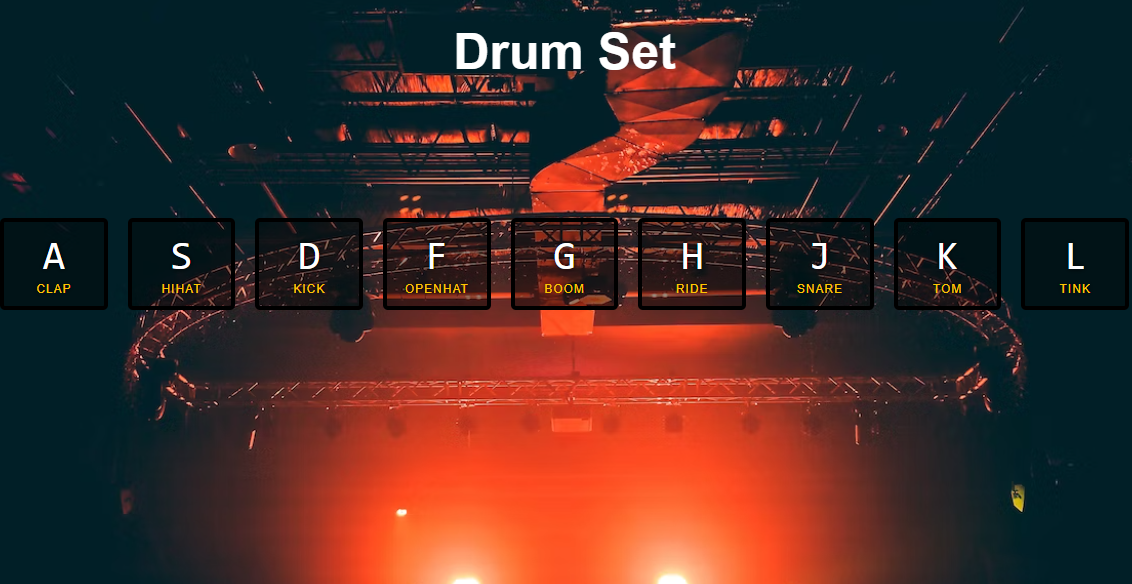 Drum Set
A S D F G H J K L
CLAP HIHAT KICK OPENHAT BOOM RIDE SNARE TOM TINK